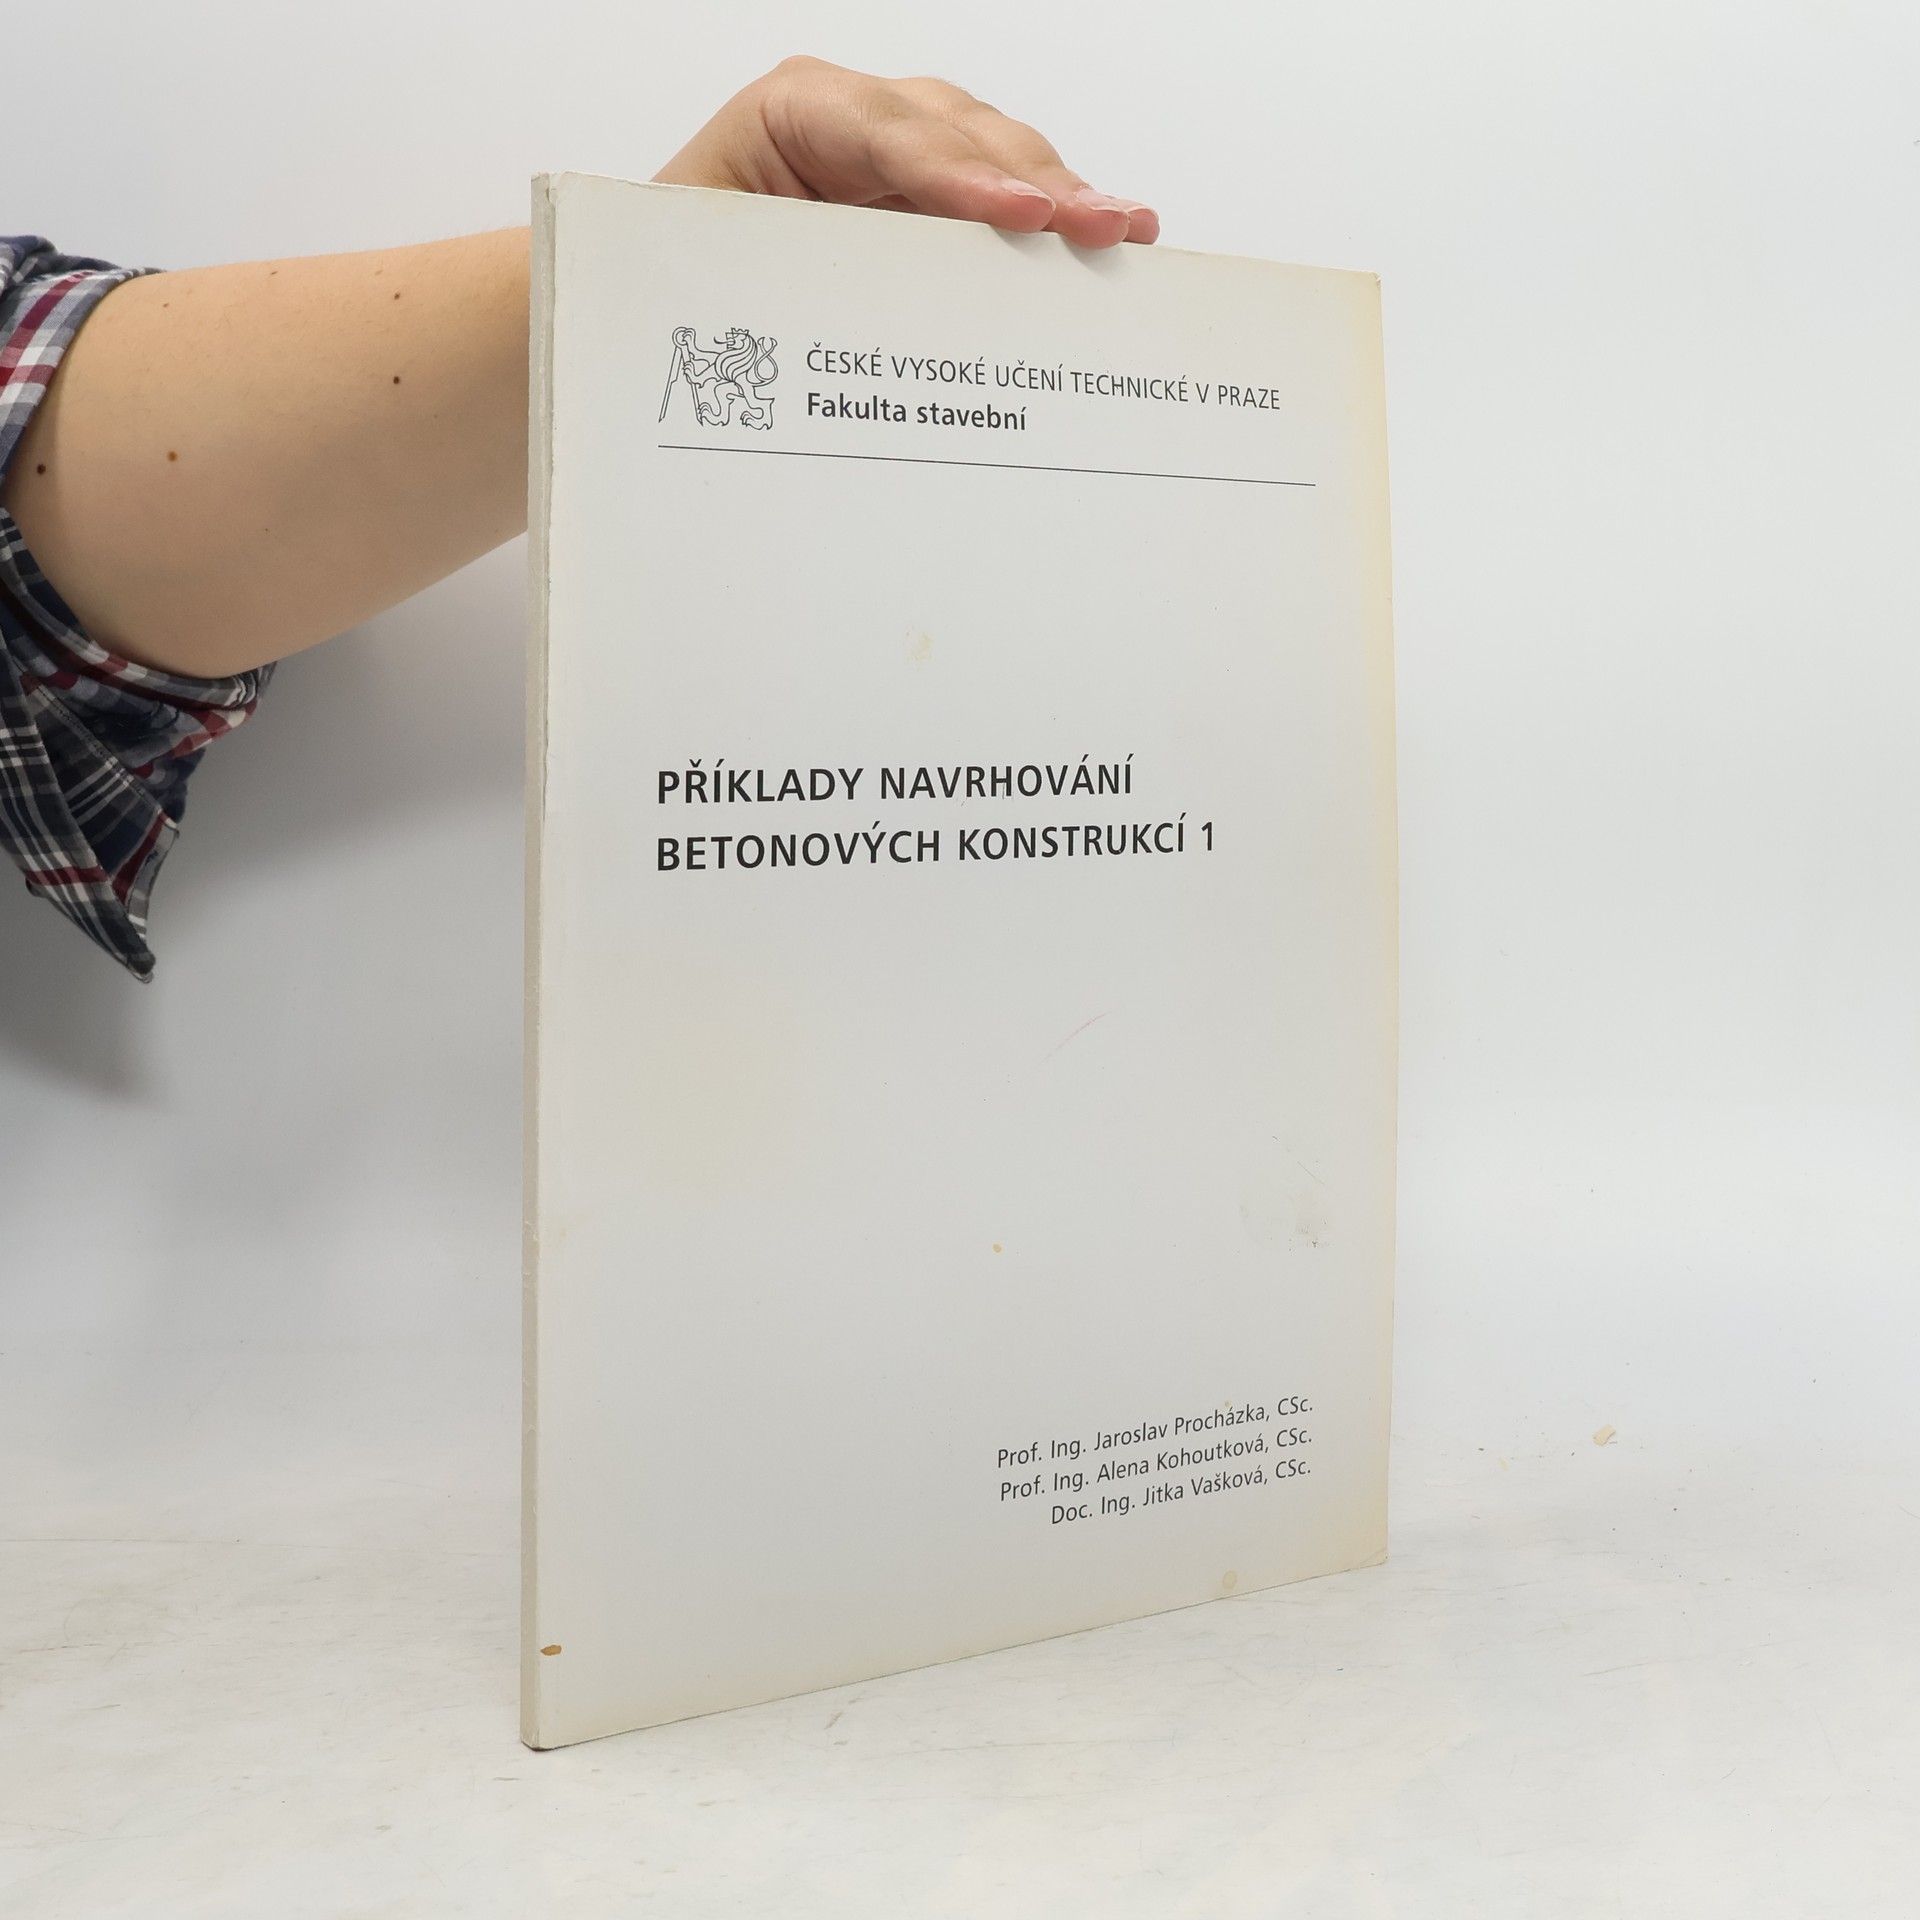 ČESKÉ VYSOKÉ UČENÍ TECHNICKÉ V PRAZE
Fakulta stavební
PŘÍKLADY NAVRHOVÁNÍ
BETONOVÝCH KONSTRUKCÍ 1
Prof. Ing. Jaroslav Procházka, CSc.
Prof. Ing. Alena Kohoutková, CSc.
Doc. Ing. Jitka Vašková, CSc.